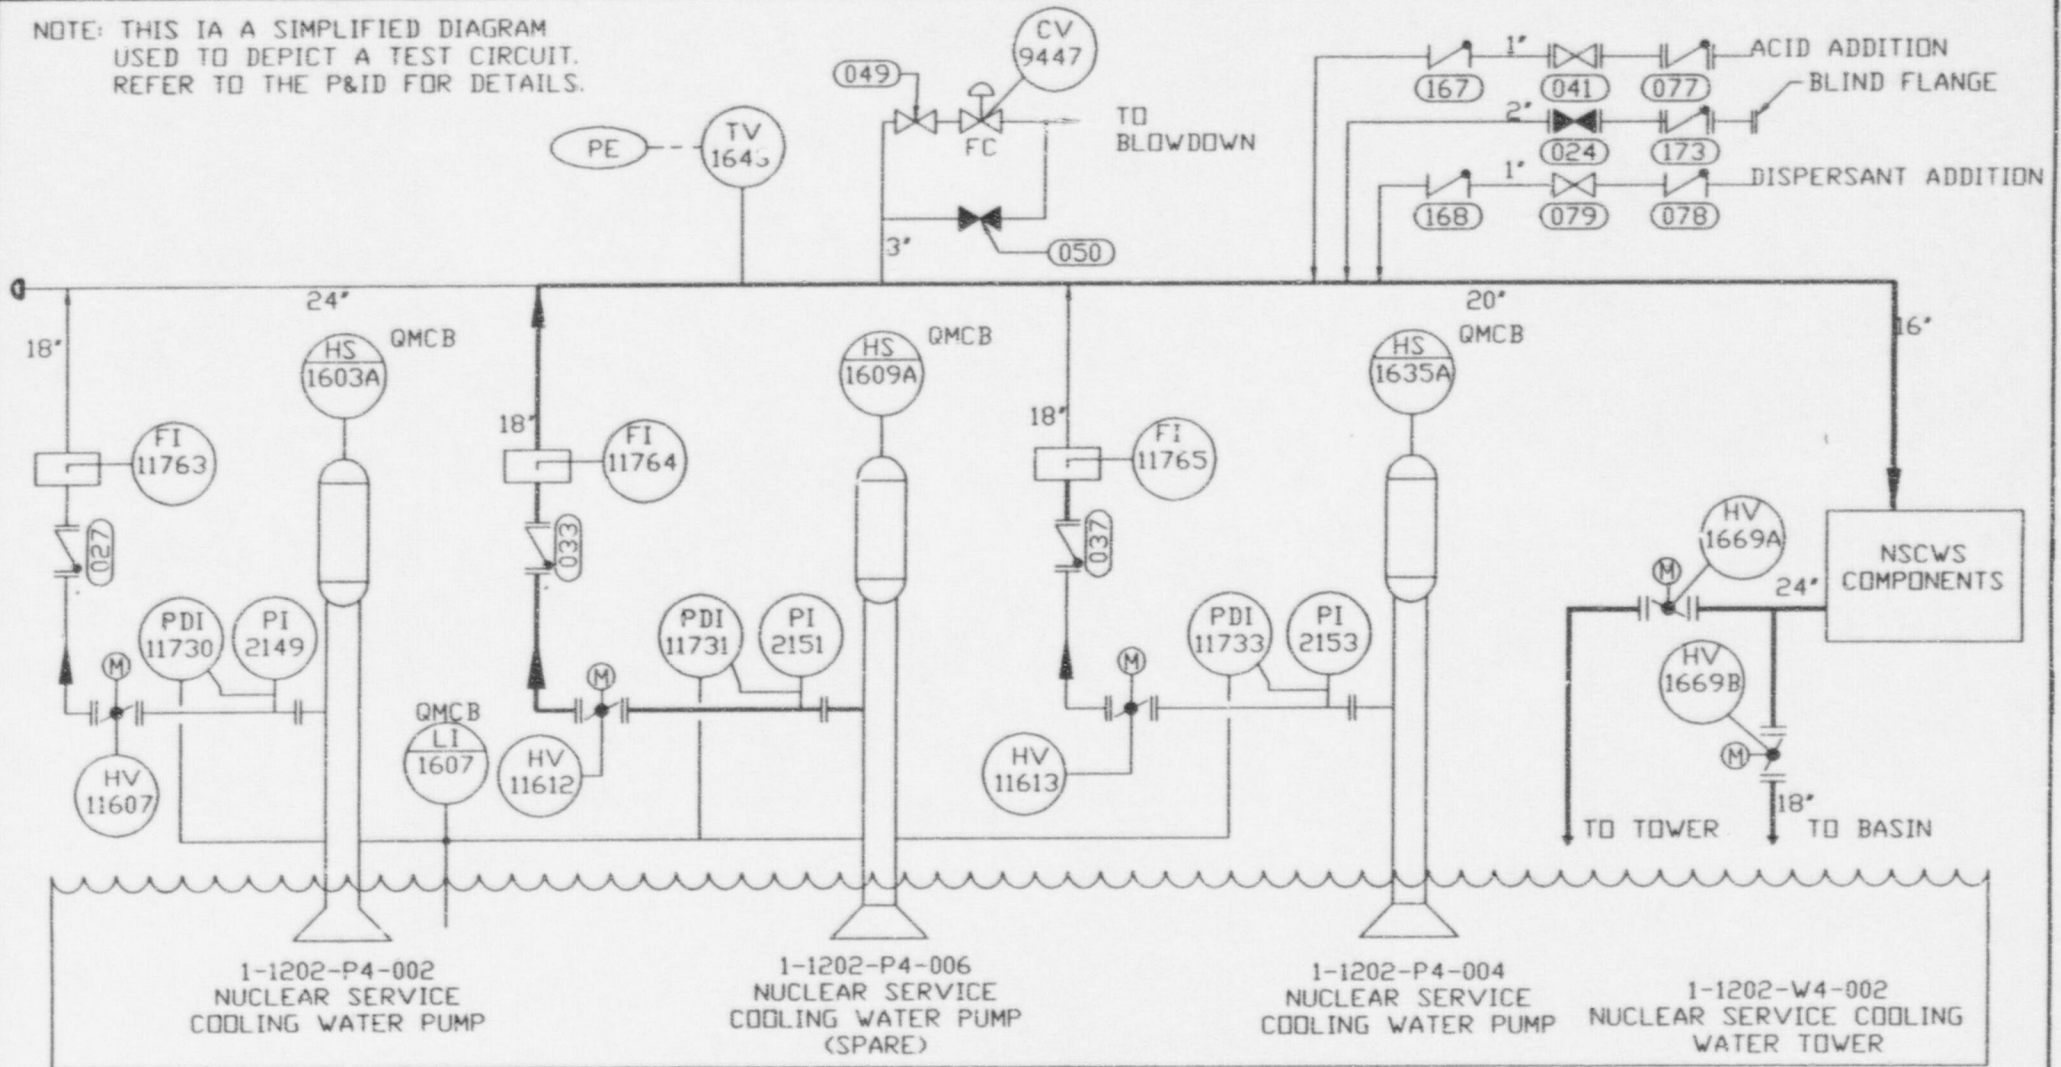 NOTE: THIS IA A SIMPLIFIED DIAGRAM
USED TO DEPICT A TEST CIRCUIT.
REFER TO THE P&ID FOR DETAILS.
CV
9447
049
PE
TV
FC
TO
BLOWDOWN
3"
050
1"
ACID ADDITION
167
041
077
2"
BLIND FLANGE
024
173
1"
DISPERSANT ADDITION
168
079
078
24"
20"
16"
18"
HS
1603A
QMCB
HS
1609A
QMCB
HS
1635A
QMCB
18"
18"
FI
11763
FI
11764
FI
11765
027
033
037
HV
1669A
NSCWS
COMPONENTS
M
24"
PDI
11730
PI
2149
PDI
11731
PI
2151
PDI
11733
PI
2153
M
M
M
HV
1669B
M
QMCB
LI
1607
HV
11607
HV
11612
HV
11613
18"
TO TOWER
TO BASIN
1-1202-P4-002
NUCLEAR SERVICE
COOLING WATER PUMP
1-1202-P4-006
NUCLEAR SERVICE
COOLING WATER PUMP
(SPARE)
1-1202-P4-004
NUCLEAR SERVICE
COOLING WATER PUMP
1-1202-W4-002
NUCLEAR SERVICE COOLING
WATER TOWER